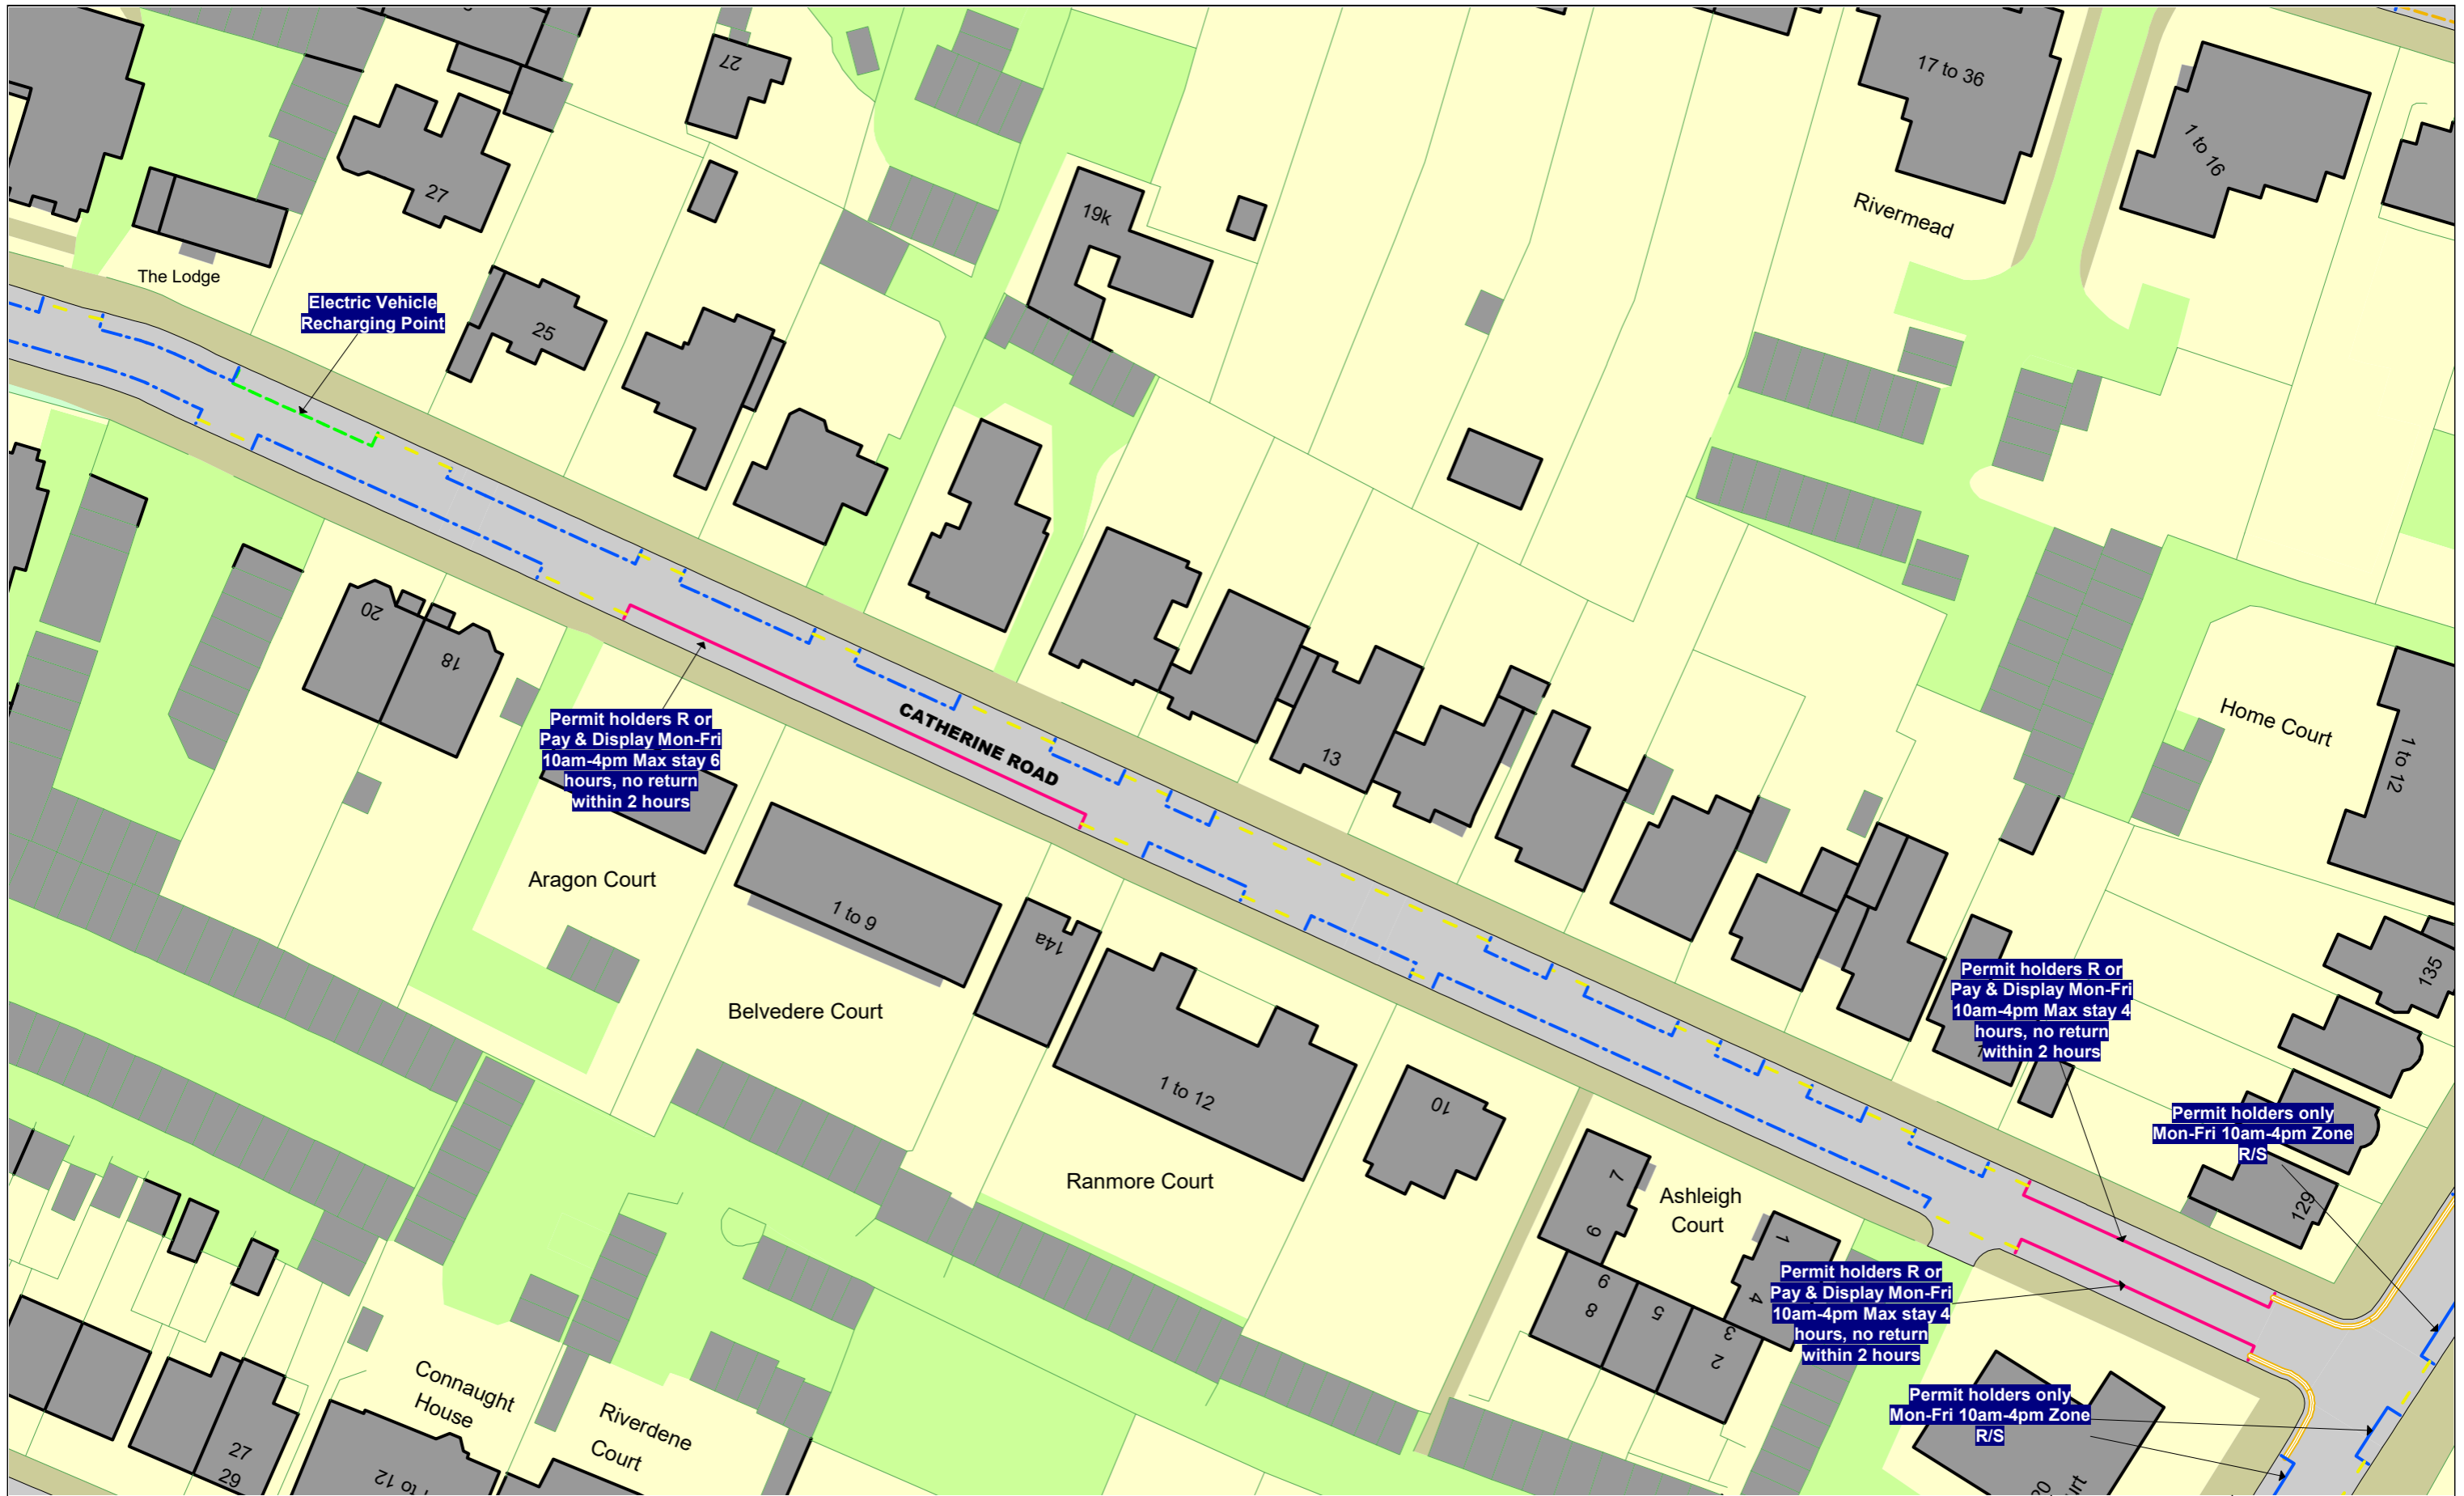 17 to 36
27
1 to 16
27
19k
Rivermead
The Lodge
Electric Vehicle
Recharging Point
25
20
18
Permit holders R or
Pay & Display Mon-Fri
10am-4pm Max stay 6
hours, no return
within 2 hours
CATHERINE ROAD
13
Home Court
1 to 12
Aragon Court
1 to 9
14a
Belvedere Court
1 to 12
10
Ranmore Court
135
Permit holders R or
Pay & Display Mon-Fri
10am-4pm Max stay 4
hours, no return
within 2 hours
Permit holders only
Mon-Fri 10am-4pm Zone
R/S
129
7
9
Ashleigh
Court
1
4
6
8
5
3
2
Permit holders R or
Pay & Display Mon-Fri
10am-4pm Max stay 4
hours, no return
within 2 hours
Permit holders only
Mon-Fri 10am-4pm Zone
R/S
Connaught
House
Riverdene
Court
27
29
to 12